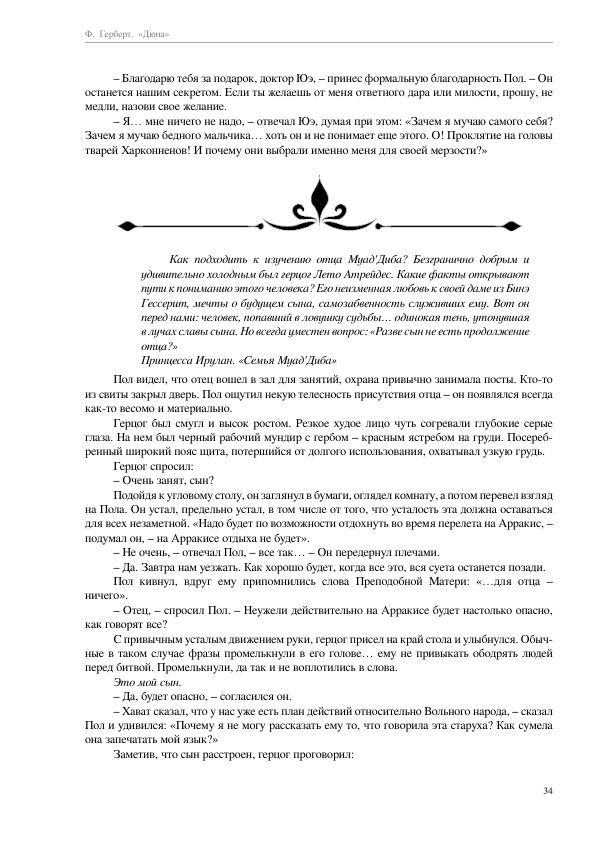 Ф. Герберт. «Дюна»
– Благодарю тебя за подарок, доктор Юэ, – принес формальную благодарность Пол. – Он
останется нашим секретом. Если ты желаешь от меня ответного дара или милости, прошу, не
медли, назови свое желание.
– Я… мне ничего не надо, – отвечал Юэ, думая при этом: «Зачем я мучаю самого себя?
Зачем я мучаю бедного мальчика… хоть он и не понимает еще этого. О! Проклятие на головы
тварей Харконненов! И почему они выбрали именно меня для своей мерзости?»
Как подходить к изучению отца Муад'Диба? Безгранично добрым и
удивительно холодным был герцог Лето Атрейдес. Какие факты открывают
пути к пониманию этого человека? Его неизменная любовь к своей даме из Бинэ
Гессерит, мечты о будущем сына, самозабвенность служивших ему. Вот он
перед нами: человек, попавший в ловушку судьбы… одинокая тень, утонувшая
в лучах славы сына. Но всегда уместен вопрос: «Разве сын не есть продолжение
отца?»
Принцесса Ирулан. «Семья Муад'Диба»
Пол видел, что отец вошел в зал для занятий, охрана привычно занимала посты. Кто-то
из свиты закрыл дверь. Пол ощутил некую телесность присутствия отца – он появлялся всегда
как-то весомо и материально.
Герцог был смугл и высок ростом. Резкое худое лицо чуть согревали глубокие серые
глаза. На нем был черный рабочий мундир с гербом – красным ястребом на груди. Посереб-
ренный широкий пояс щита, потершийся от долгого использования, охватывал узкую грудь.
Герцог спросил:
– Очень занят, сын?
Подойдя к угловому столу, он заглянул в бумаги, оглядел комнату, а потом перевел взгляд
на Пола. Он устал, предельно устал, в том числе от того, что усталость эта должна оставаться
для всех незаметной. «Надо будет по возможности отдохнуть во время перелета на Арракис, –
подумал он, – на Арракисе отдыха не будет».
– Не очень, – отвечал Пол, – все так… – Он передернул плечами.
– Да. Завтра нам уезжать. Как хорошо будет, когда все это, вся суета останется позади.
Пол кивнул, вдруг ему припомнились слова Преподобной Матери: «…для отца –
ничего».
– Отец, – спросил Пол. – Неужели действительно на Арракисе будет настолько опасно,
как говорят все?
С привычным усталым движением руки, герцог присел на край стола и улыбнулся. Обыч-
ные в таком случае фразы промелькнули в его голове… ему не привыкать ободрять людей
перед битвой. Промелькнули, да так и не воплотились в слова.
Это мой сын.
– Да, будет опасно, – согласился он.
– Хават сказал, что у нас уже есть план действий относительно Вольного народа, – сказал
Пол и удивился: «Почему я не могу рассказать ему то, что говорила эта старуха? Как сумела
она запечатать мой язык?»
Заметив, что сын расстроен, герцог проговорил:
34